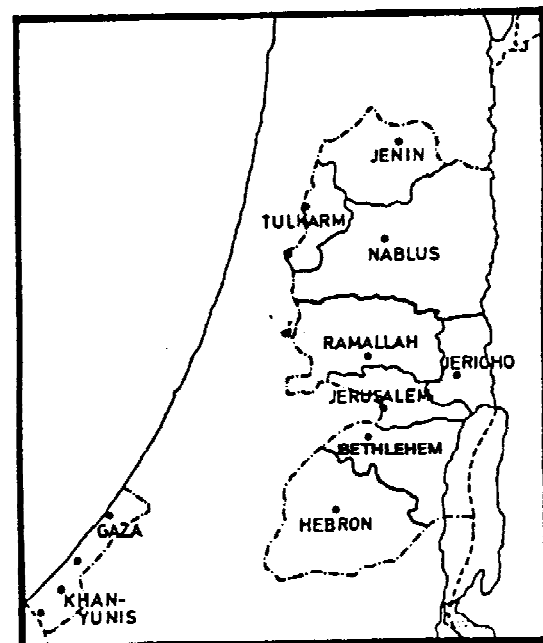 JENIN
TULKARM
NABLUS
RAMALLAH
JERICHO
JERUSALEM
BETHLEHEM
HEBRON
GAZA
KHAN-
YUNIS